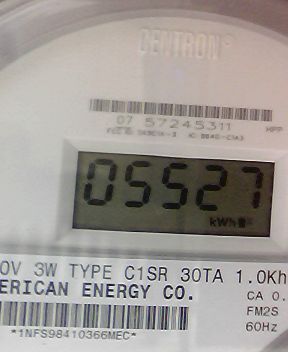 CENTRON®
07 57245311
05527
kWh
0V 3W TYPE C1SR 30TA 1.0Kh
ERICAN ENERGY CO.
CA 0.
FM2S
60Hz
*1NFS98410366MEC*